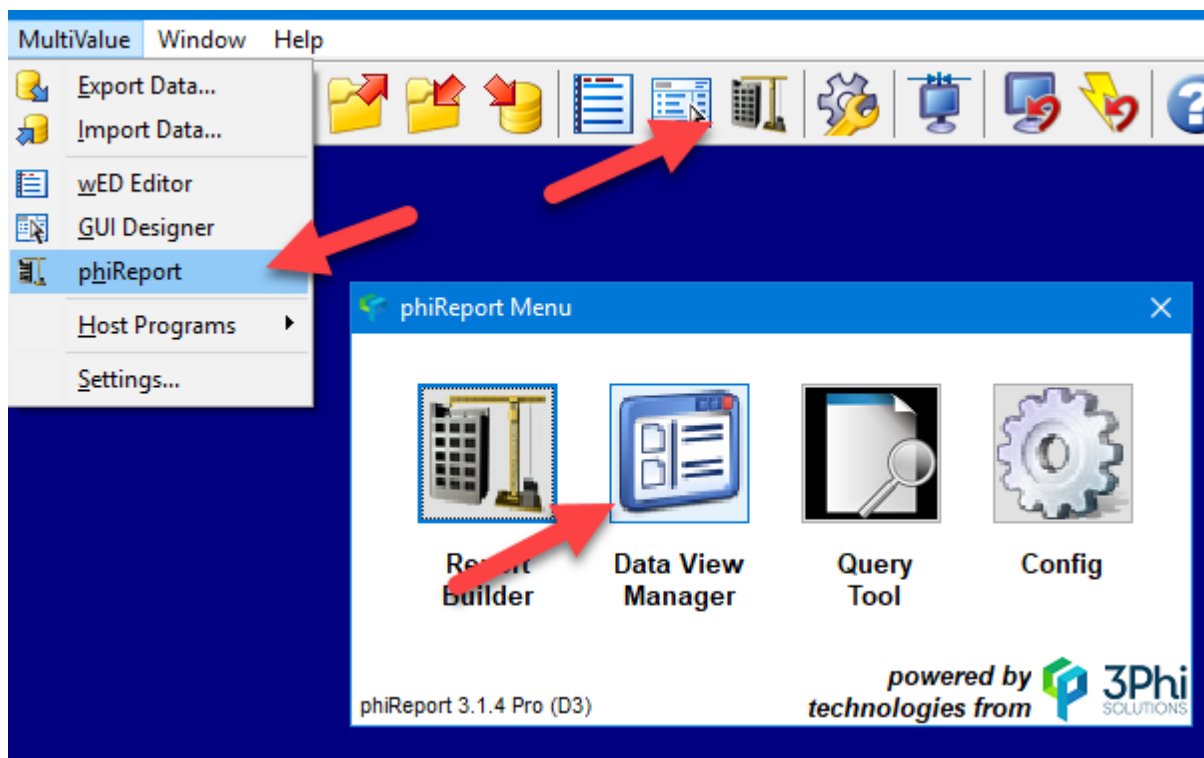 MultiValue Window Help
Export Data...
Import Data...
wED Editor
GUI Designer
phiReport
Host Programs
Settings...
phiReport Menu
Report Builder
Data View Manager
Query Tool
Config
phiReport 3.1.4 Pro (D3)
powered by
technologies from
3Phi
SOLUTIONS